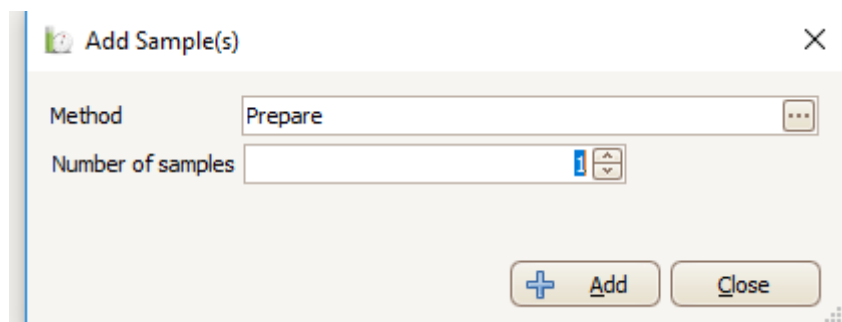 Add Sample(s)
Method Prepare ...
Number of samples 1
Add Close